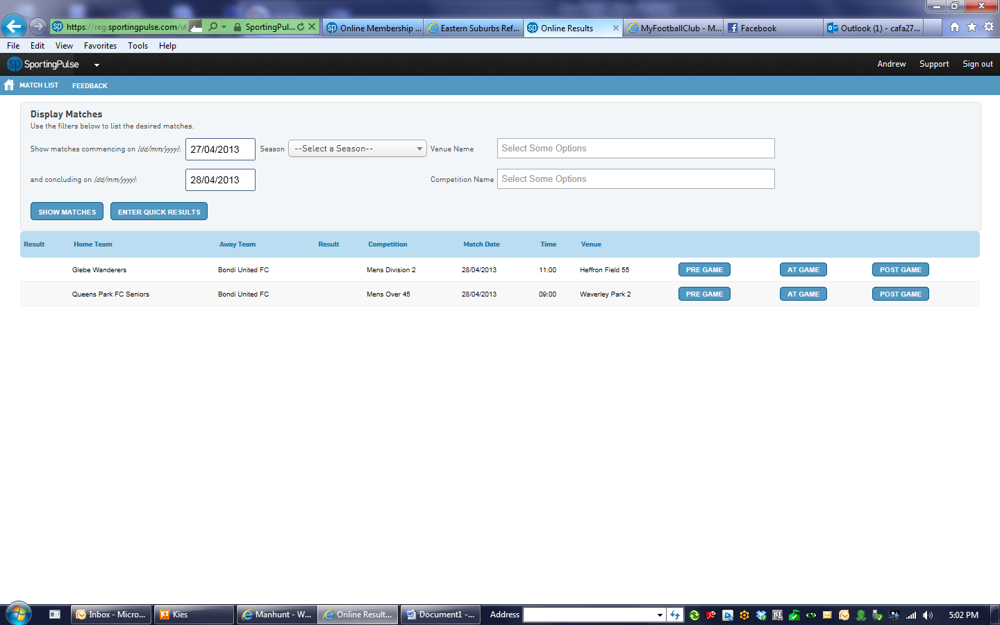 https://reg.sportingpulse.com/v6
SportingPul...
Online Membership ...
Eastern Suburbs Ref...
Online Results
MyFootballClub - M...
Facebook
Outlook (1) - cafa27...
File Edit View Favorites Tools Help
sp SportingPulse
Andrew Support Sign out
MATCH LIST FEEDBACK
Display Matches
Use the filters below to list the desired matches.
Show matches commencing on (dd/mm/yyyy): 27/04/2013 Season --Select a Season-- Venue Name Select Some Options
and concluding on (dd/mm/yyyy): 28/04/2013 Competition Name Select Some Options
SHOW MATCHES ENTER QUICK RESULTS
Result Home Team Away Team Result Competition Match Date Time Venue
Glebe Wanderers Bondi United FC Mens Division 2 28/04/2013 11:00 Heffron Field 55 PRE GAME AT GAME POST GAME
Queens Park FC Seniors Bondi United FC Mens Over 45 28/04/2013 09:00 Waverley Park 2 PRE GAME AT GAME POST GAME
Inbox - Micro... Kies Manhunt - W... Online Result... Document1 -... Address 5:02 PM